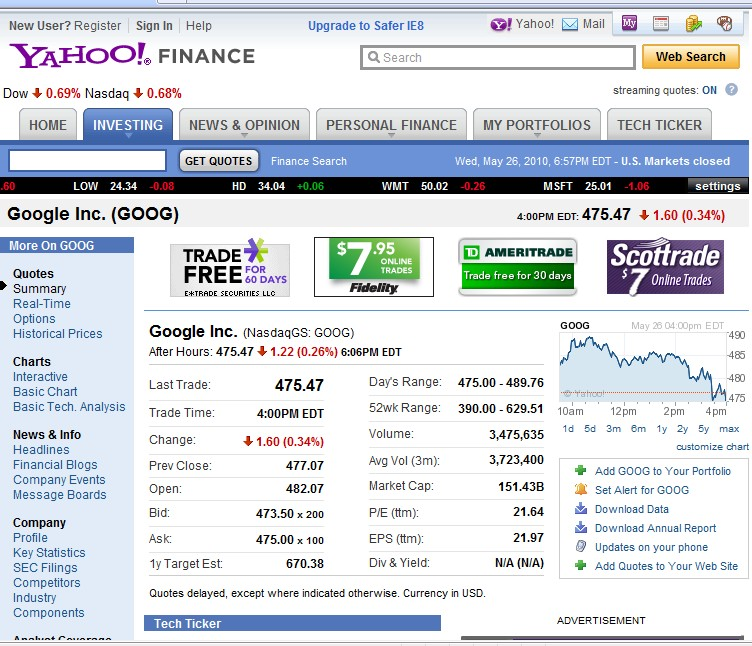 New User? Register Sign In Help Upgrade to Safer IE8 Yahoo! Mail My
YAHOO! FINANCE
Search Web Search
Dow 0.69% Nasdaq 0.68% streaming quotes: ON ?
HOME INVESTING NEWS & OPINION PERSONAL FINANCE MY PORTFOLIOS TECH TICKER
GET QUOTES Finance Search Wed, May 26, 2010, 6:57PM EDT - U.S. Markets closed
.60 LOW 24.34 -0.08 HD 34.04 +0.06 WMT 50.02 -0.26 MSFT 25.01 -1.06 settings
Google Inc. (GOOG) 4:00PM EDT: 475.47 1.60 (0.34%)
More On GOOG
Quotes
Summary
Real-Time
Options
Historical Prices
Charts
Interactive
Basic Chart
Basic Tech. Analysis
News & Info
Headlines
Financial Blogs
Company Events
Message Boards
Company
Profile
Key Statistics
SEC Filings
Competitors
Industry
Components
Analyst Coverage
TRADE
FREE FOR 60 DAYS
E*TRADE SECURITIES LLC
$7.95 ONLINE TRADES
Fidelity
TD AMERITRADE
Trade free for 30 days
Scottrade
$7 Online Trades
Google Inc. (NasdaqGS: GOOG)
After Hours: 475.47 1.22 (0.26%) 6:06PM EDT
Last Trade: 475.47
Trade Time: 4:00PM EDT
Change: 1.60 (0.34%)
Prev Close: 477.07
Open: 482.07
Bid: 473.50 x 200
Ask: 475.00 x 100
1y Target Est: 670.38
Day's Range: 475.00 - 489.76
52wk Range: 390.00 - 629.51
Volume: 3,475,635
Avg Vol (3m): 3,723,400
Market Cap: 151.43B
P/E (ttm): 21.64
EPS (ttm): 21.97
Div & Yield: N/A (N/A)
Quotes delayed, except where indicated otherwise. Currency in USD.
Tech Ticker
GOOG May 26 04:00pm EDT
490
485
480
475
© Yahoo!
10am 12pm 2pm 4pm
1d 5d 3m 6m 1y 2y 5y max
customize chart
Add GOOG to Your Portfolio
Set Alert for GOOG
Download Data
Download Annual Report
Updates on your phone
Add Quotes to Your Web Site
ADVERTISEMENT